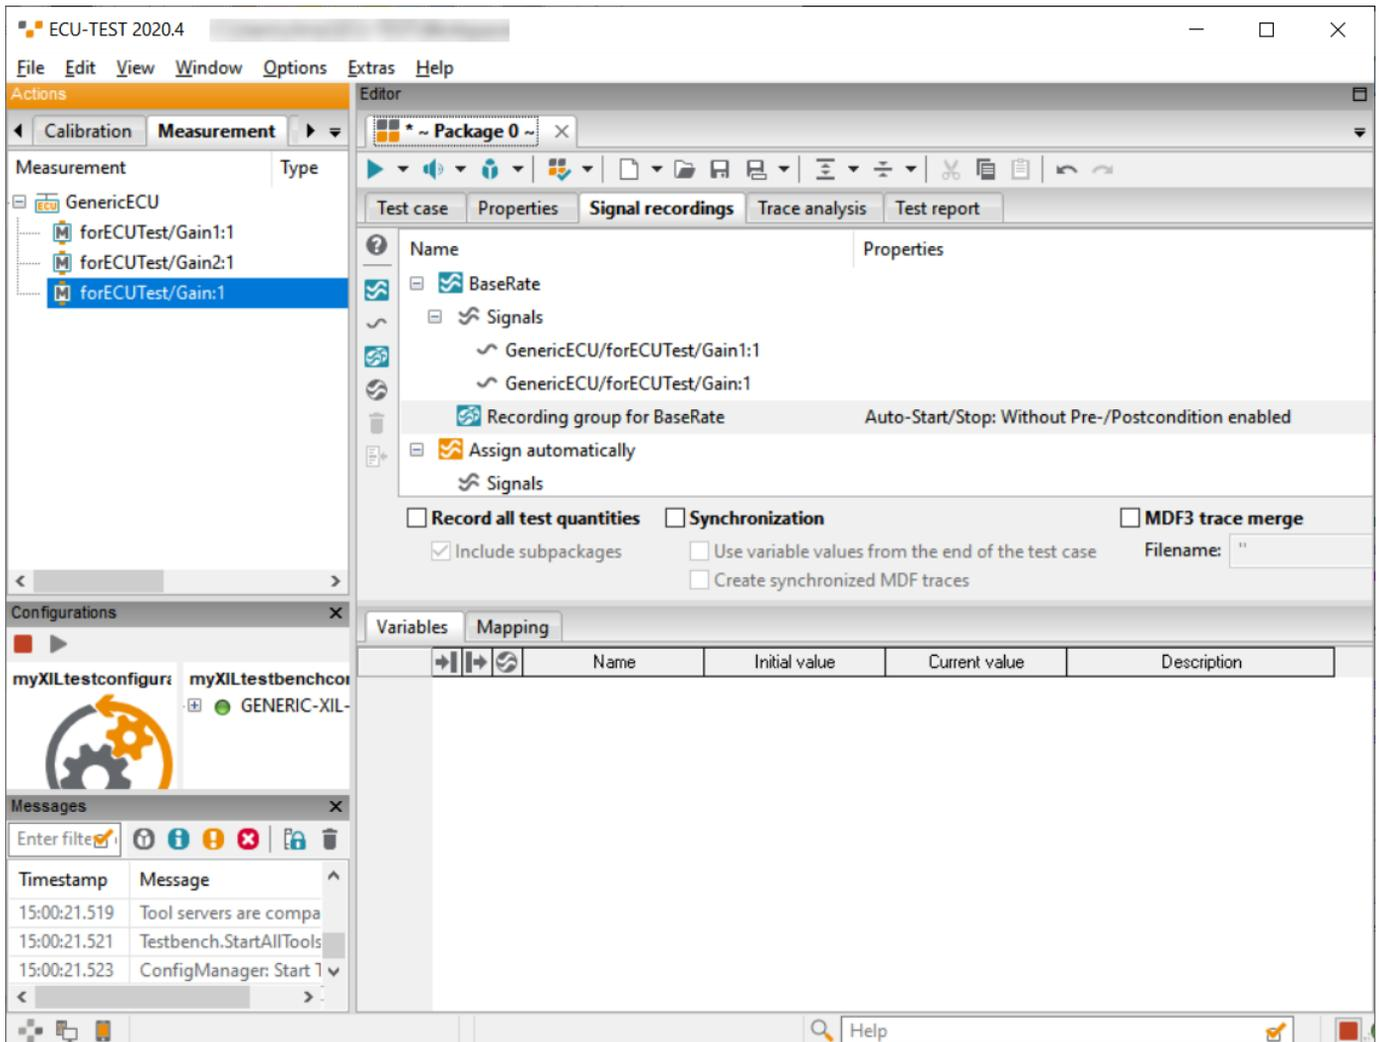 ECU-TEST 2020.4
File Edit View Window Options Extras Help
Actions
Calibration Measurement
Measurement Type
GenericECU
forECUTest/Gain1:1
forECUTest/Gain2:1
forECUTest/Gain:1
Editor
* ~ Package 0 ~
Test case Properties Signal recordings Trace analysis Test report
Name Properties
BaseRate
Signals
GenericECU/forECUTest/Gain1:1
GenericECU/forECUTest/Gain:1
Recording group for BaseRate Auto-Start/Stop: Without Pre-/Postcondition enabled
Assign automatically
Signals
Record all test quantities Synchronization MDF3 trace merge
Include subpackages Use variable values from the end of the test case Filename: ''
Create synchronized MDF traces
Configurations
myXILtestconfigura myXILtestbenchcor
GENERIC-XIL-
Variables Mapping
Name Initial value Current value Description
Messages
Enter filte
Timestamp Message
15:00:21.519 Tool servers are compa
15:00:21.521 Testbench.StartAllTools
15:00:21.523 ConfigManager: Start T
Help